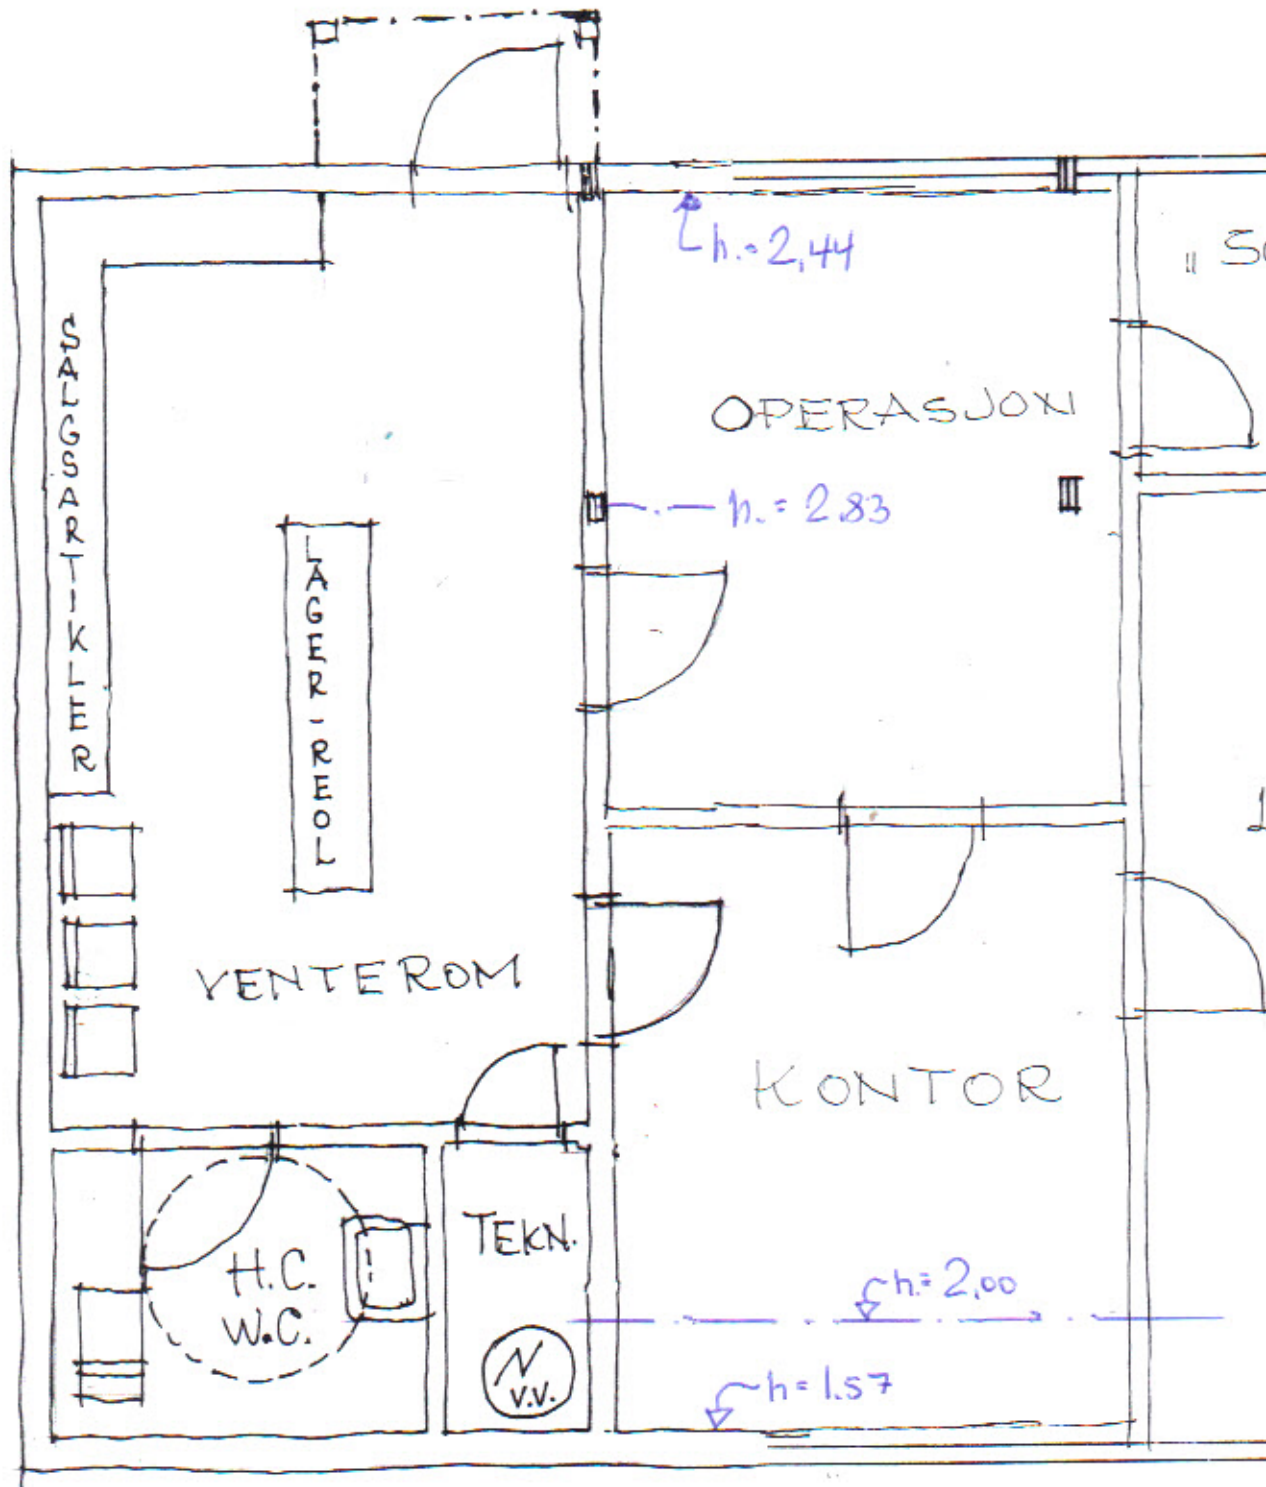 h.=2,44
" S
SALGSARTIKLER
OPERASJON
h.=2.83
LAGER-REOL
VENTEROM
KONTOR
TEKN.
H.C.
W.C.
h=2,00
h=1.57
V.V.